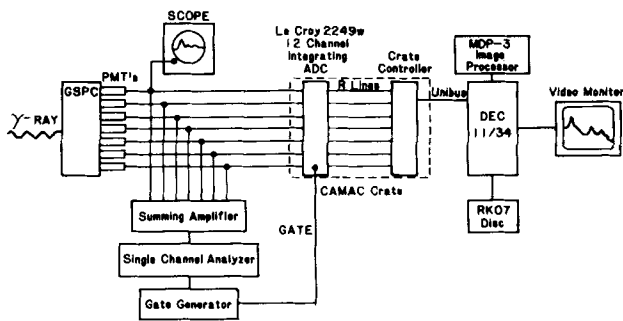 SCOPE
Le Croy 2249w
12 Channel
Integrating
ADC
Crate
Controller
MDP-3
Image
Processor
PMT's
GSPC
R Lines
Unibus
Video Monitor
γ-RAY
DEC
11/34
CAMAC Crate
Summing Amplifier
GATE
RK07
Disc
Single Channel Analyzer
Gate Generator